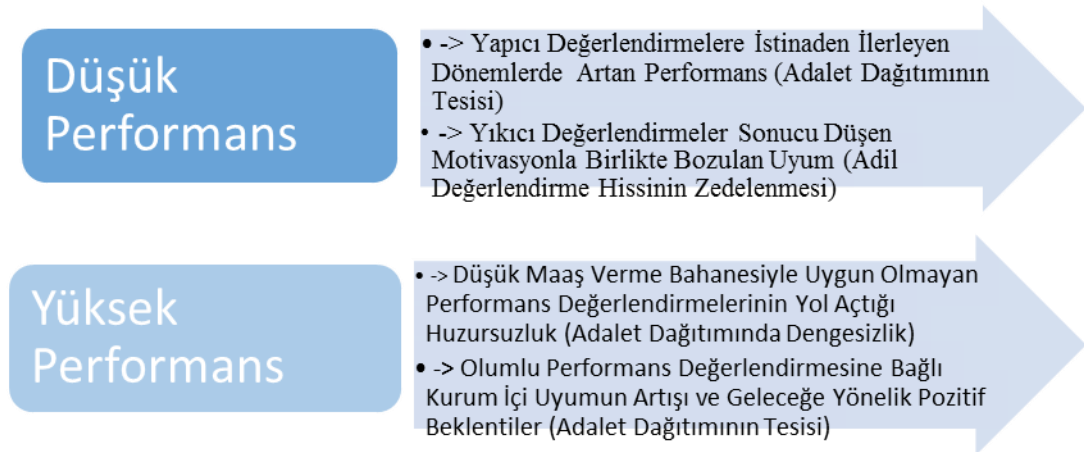 Düşük
Performans
• -> Yapıcı Değerlendirmelere İstinaden İlerleyen
Dönemlerde Artan Performans (Adalet Dağıtımının
Tesisi)
• -> Yıkıcı Değerlendirmeler Sonucu Düşen
Motivasyonla Birlikte Bozulan Uyum (Adil
Değerlendirme Hissinin Zedelenmesi)
Yüksek
Performans
• -> Düşük Maaş Verme Bahanesiyle Uygun Olmayan
Performans Değerlendirmelerinin Yol Açtığı
Huzursuzluk (Adalet Dağıtımında Dengesizlik)
• -> Olumlu Performans Değerlendirmesine Bağlı
Kurum İçi Uyumun Artışı ve Geleceğe Yönelik Pozitif
Beklentiler (Adalet Dağıtımının Tesisi)